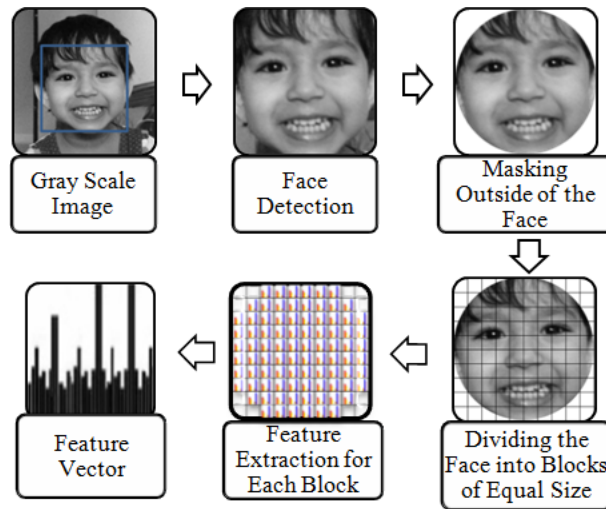 Gray Scale
Image
Face
Detection
Masking
Outside of the
Face
Dividing the
Face into Blocks
of Equal Size
Feature
Extraction for
Each Block
Feature
Vector